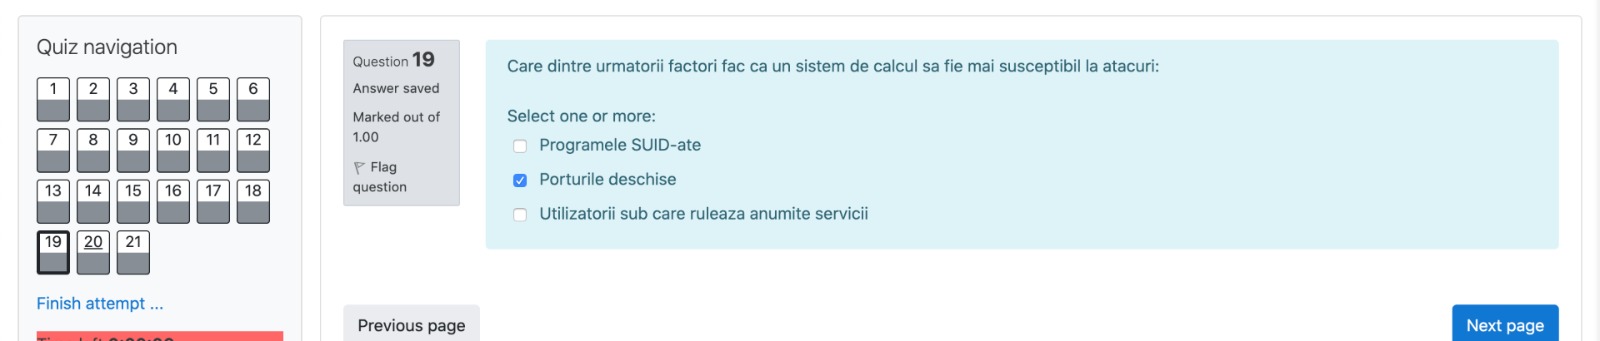 Quiz navigation
1 2 3 4 5 6
7 8 9 10 11 12
13 14 15 16 17 18
19 20 21
Finish attempt ...
Question 19
Answer saved
Marked out of
1.00
Flag
question
Care dintre urmatorii factori fac ca un sistem de calcul sa fie mai susceptibil la atacuri:
Select one or more:
Programele SUID-ate
Porturile deschise
Utilizatorii sub care ruleaza anumite servicii
Previous page
Next page